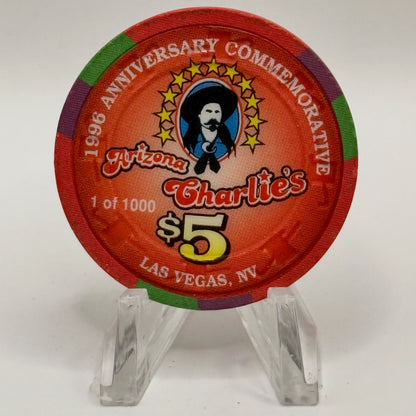 1996 ANNIVERSARY COMMEMORATIVE
Arizona
Charlie's
1 of 1000
$5
LAS VEGAS, NV